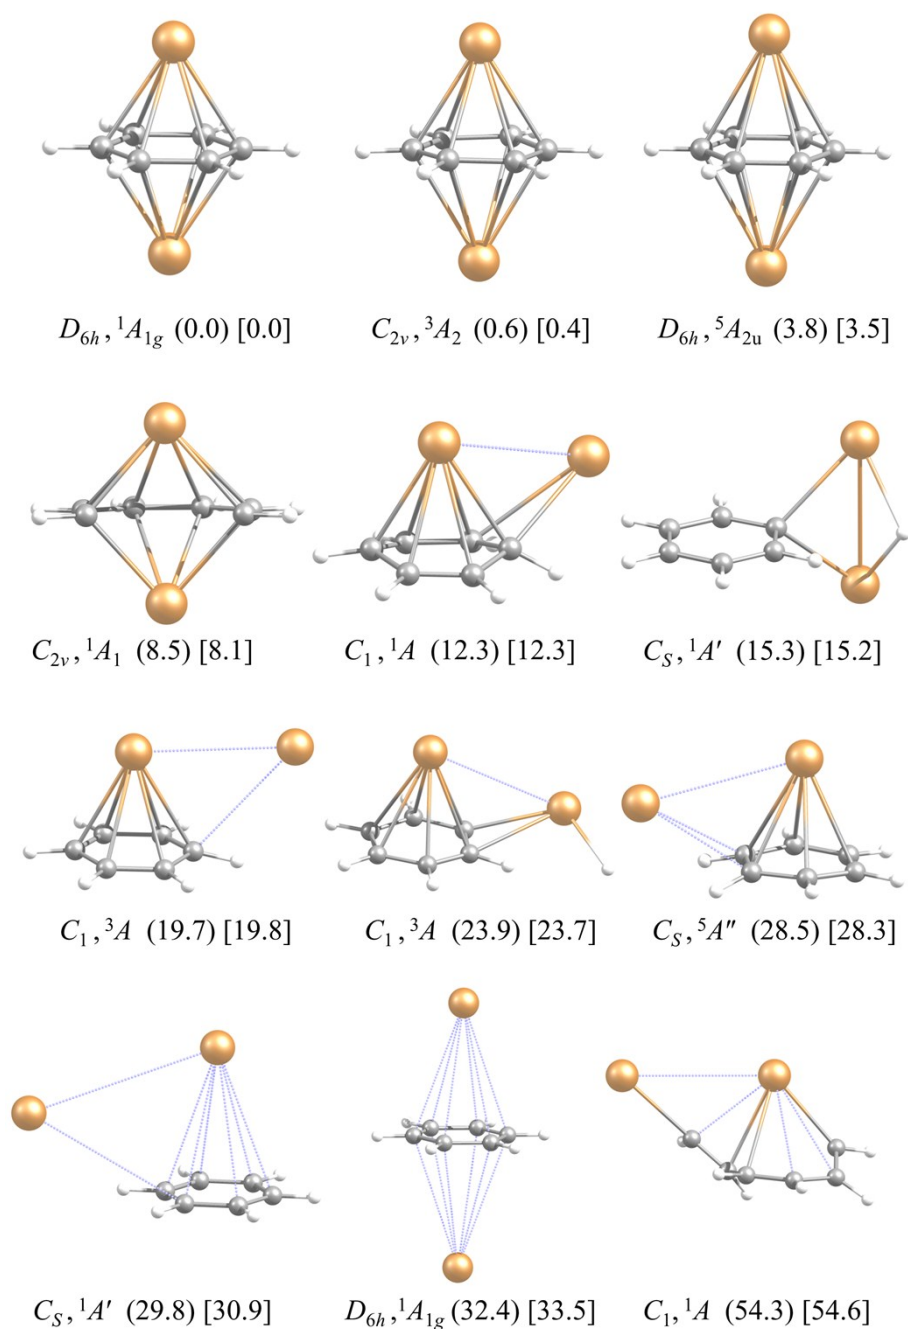 D₆ₕ, ¹A₁g (0.0) [0.0]
C₂ᵥ, ³A₂ (0.6) [0.4]
D₆ₕ, ⁵A₂ᵤ (3.8) [3.5]
C₂ᵥ, ¹A₁ (8.5) [8.1]
C₁, ¹A (12.3) [12.3]
C_S, ¹A′ (15.3) [15.2]
C₁, ³A (19.7) [19.8]
C₁, ³A (23.9) [23.7]
C_S, ⁵A″ (28.5) [28.3]
C_S, ¹A′ (29.8) [30.9]
D₆ₕ, ¹A₁g (32.4) [33.5]
C₁, ¹A (54.3) [54.6]